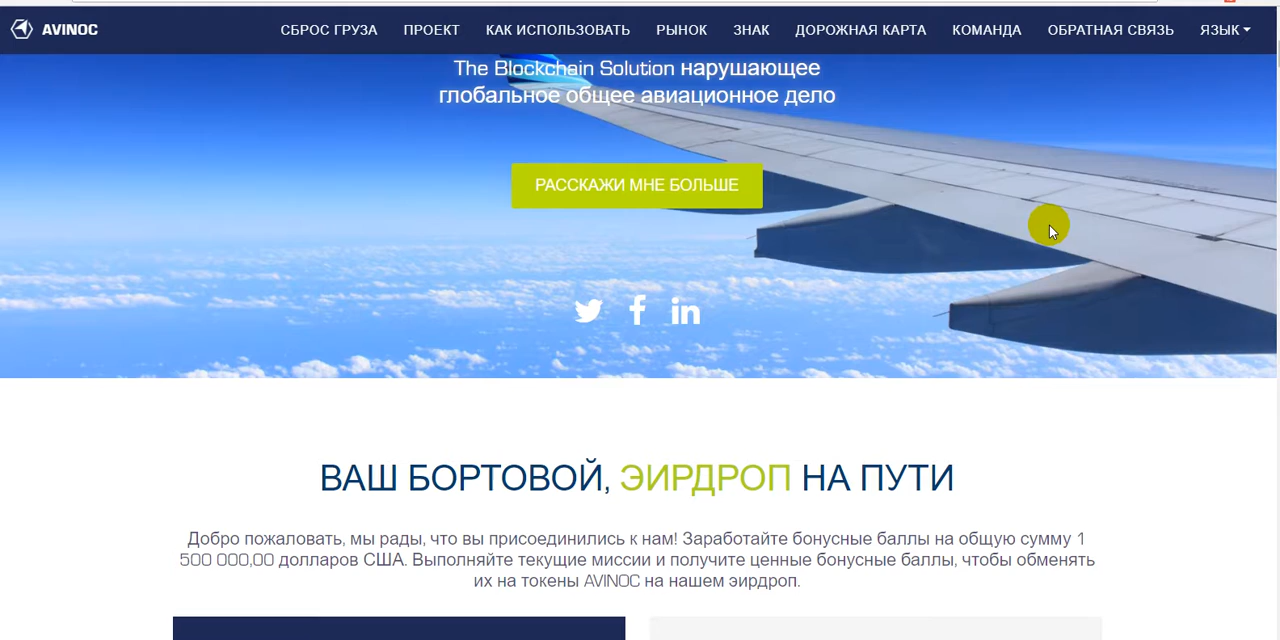 AVINOC
СБРОС ГРУЗА ПРОЕКТ КАК ИСПОЛЬЗОВАТЬ РЫНОК ЗНАК ДОРОЖНАЯ КАРТА КОМАНДА ОБРАТНАЯ СВЯЗЬ ЯЗЫК
The Blockchain Solution нарушающее
глобальное общее авиационное дело
РАССКАЖИ МНЕ БОЛЬШЕ
ВАШ БОРТОВОЙ, ЭИРДРОП НА ПУТИ
Добро пожаловать, мы рады, что вы присоединились к нам! Заработайте бонусные баллы на общую сумму 1
500 000,00 долларов США. Выполняйте текущие миссии и получите ценные бонусные баллы, чтобы обменять
их на токены AVINOC на нашем эирдроп.